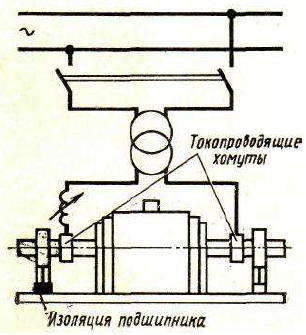 ~
Токопроводящие
хомуты
Изоляция подшипника